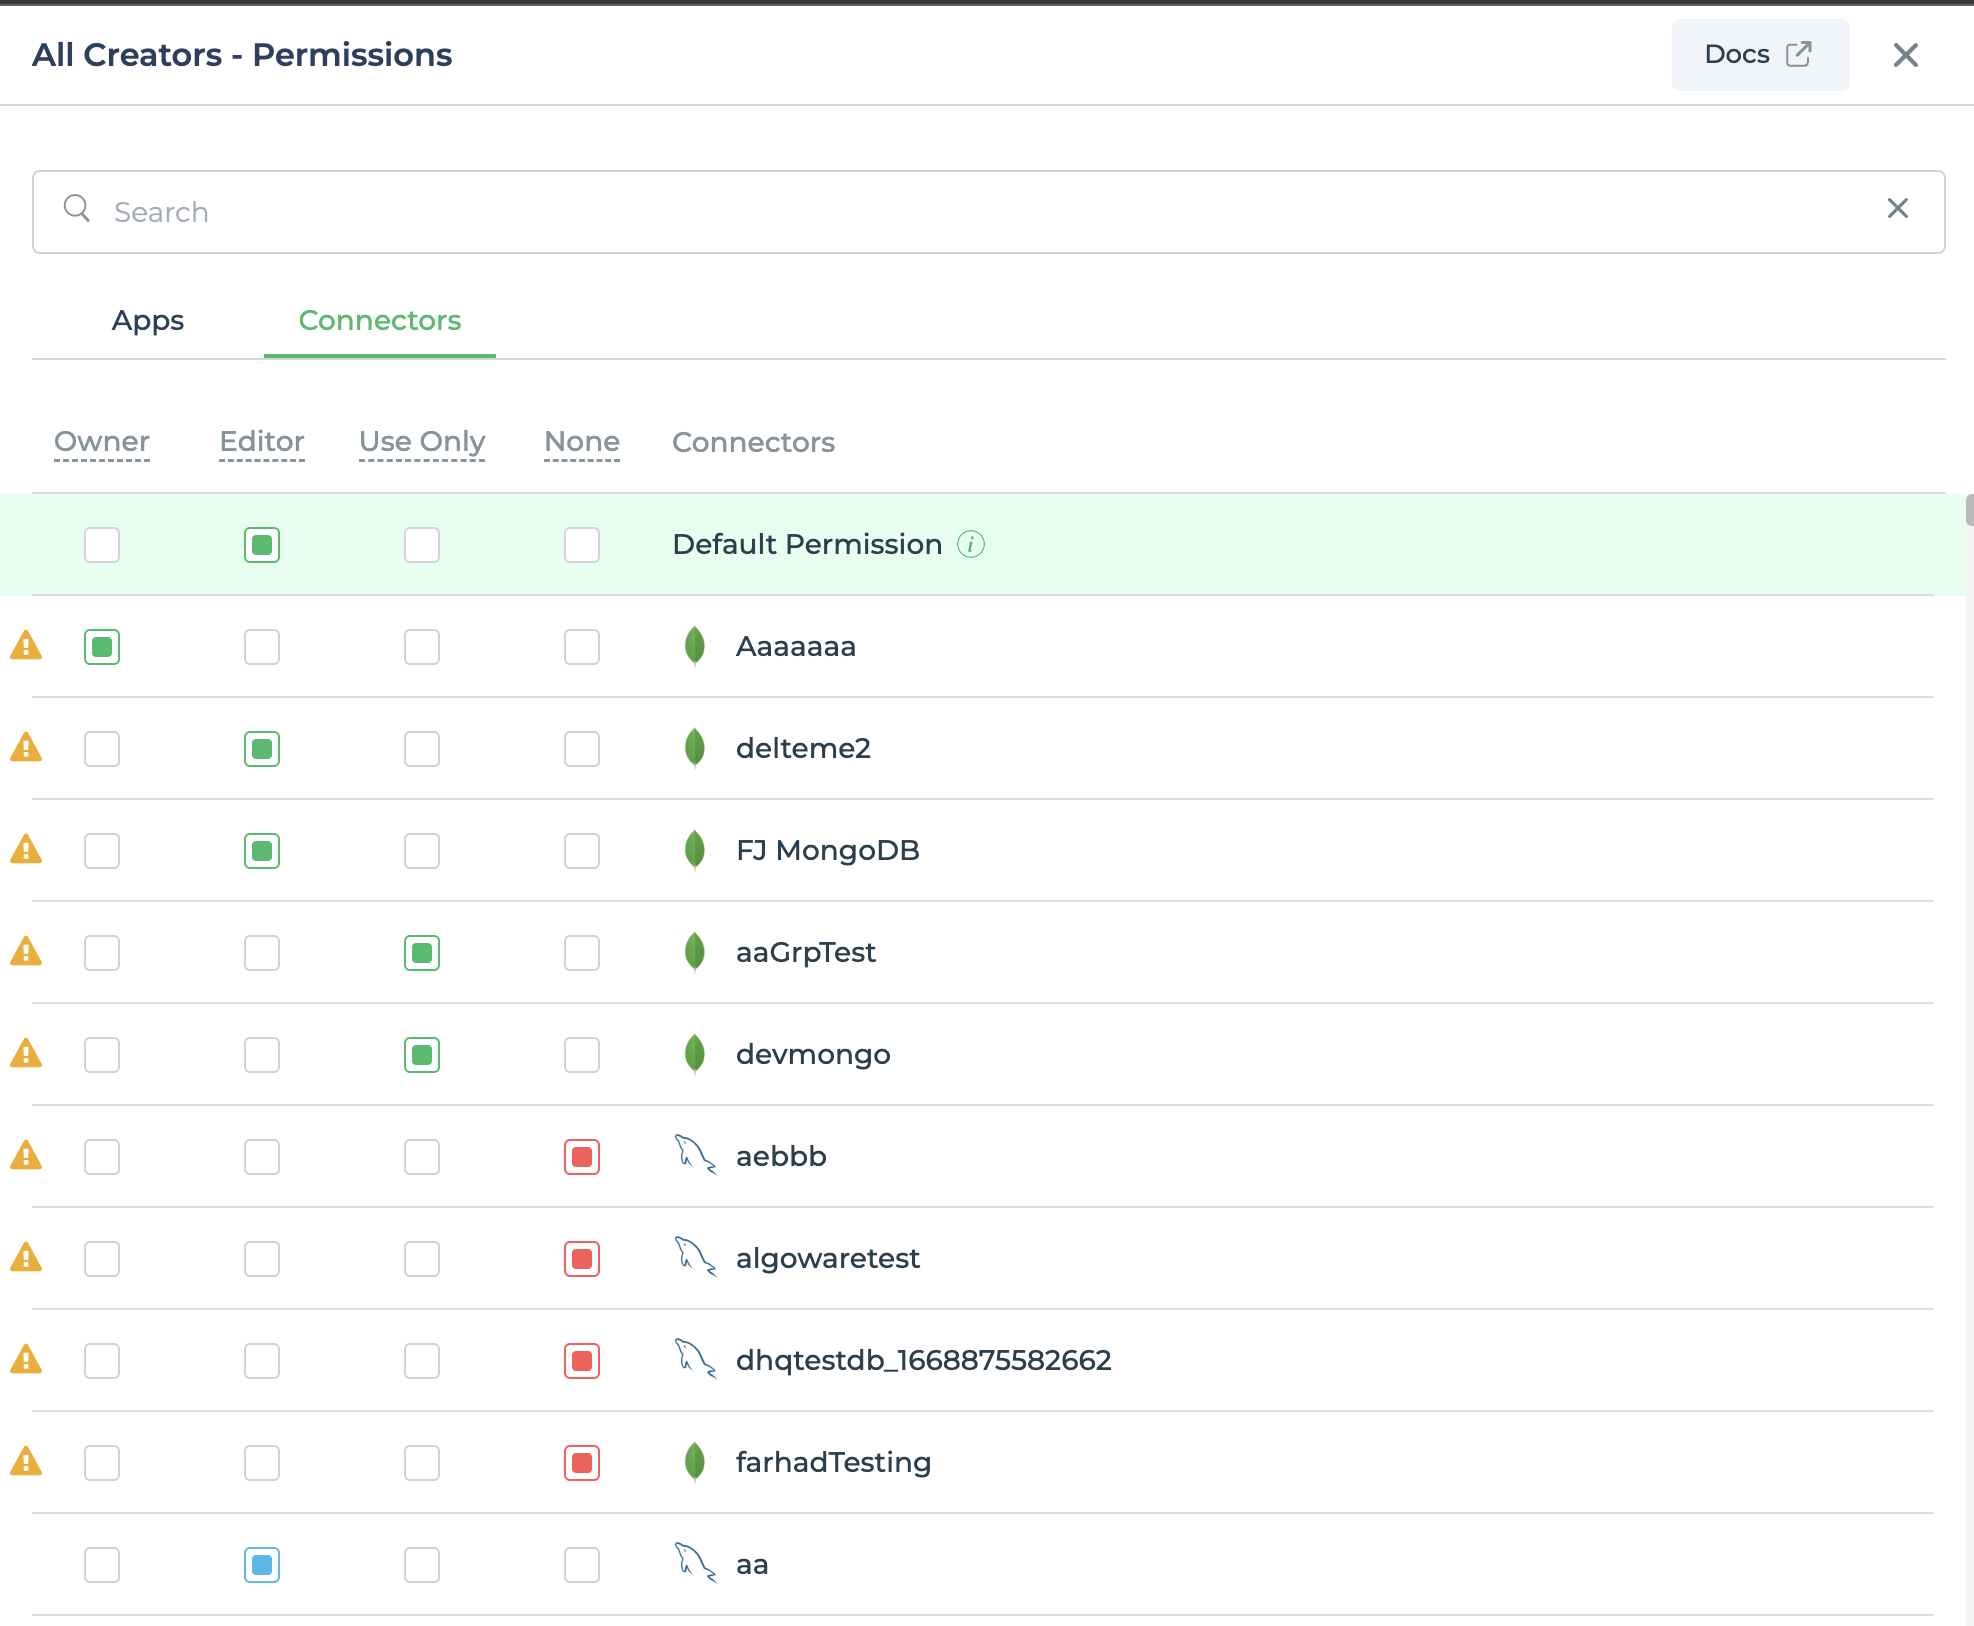 All Creators - Permissions
Docs
Search
Apps Connectors
Owner Editor Use Only None Connectors
Default Permission
Aaaaaaa
delteme2
FJ MongoDB
aaGrpTest
devmongo
aebbb
algowaretest
dhqtestdb_1668875582662
farhadTesting
aa